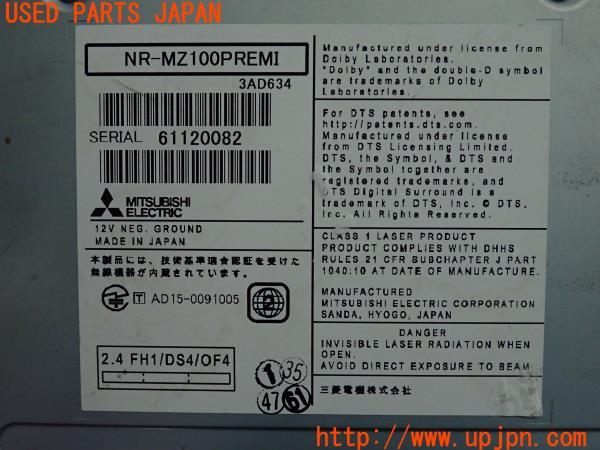 USED PARTS JAPAN
NR-MZ100PREMI
3AD634
SERIAL 61120082
MITSUBISHI
ELECTRIC
12V NEG. GROUND
MADE IN JAPAN
本製品には、技術基準適合認証を受けた
無線機器が内蔵されています。
T AD15-0091005
2
2.4 FH1/DS4/OF4
1 35
47 61
Manufactured under license from
Dolby Laboratories.
"Dolby" and the double-D symbol
are trademarks of Dolby
Laboratories.
For DTS patents, see
http://patents.dts.com.
Manufactured under license
from DTS Licensing Limited.
DTS, the Symbol, & DTS and
the Symbol together are
registered trademarks, and
DTS Digital Surround is a
trademark of DTS, Inc. © DTS,
Inc. All Rights Reserved.
CLASS 1 LASER PRODUCT
PRODUCT COMPLIES WITH DHHS
RULES 21 CFR SUBCHAPTER J PART
1040:10 AT DATE OF MANUFACTURE.
MANUFACTURED
MITSUBISHI ELECTRIC CORPORATION
SANDA, HYOGO, JAPAN
DANGER
INVISIBLE LASER RADIATION WHEN
OPEN.
AVOID DIRECT EXPOSURE TO BEAM
三菱電機株式会社
UPJ http://www.upjpn.com/